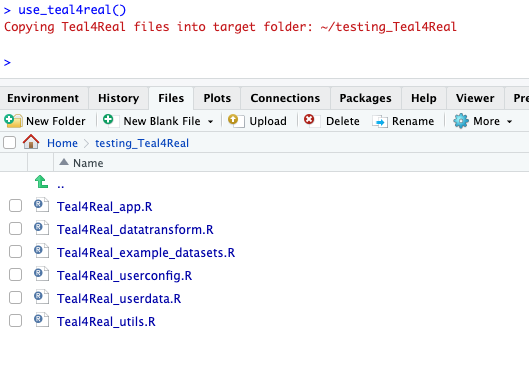 > use_teal4real()
Copying Teal4Real files into target folder: ~/testing_Teal4Real
>
Environment History Files Plots Connections Packages Help Viewer Pre
New Folder New Blank File Upload Delete Rename More
Home testing_Teal4Real
Name
..
Teal4Real_app.R
Teal4Real_datatransform.R
Teal4Real_example_datasets.R
Teal4Real_userconfig.R
Teal4Real_userdata.R
Teal4Real_utils.R